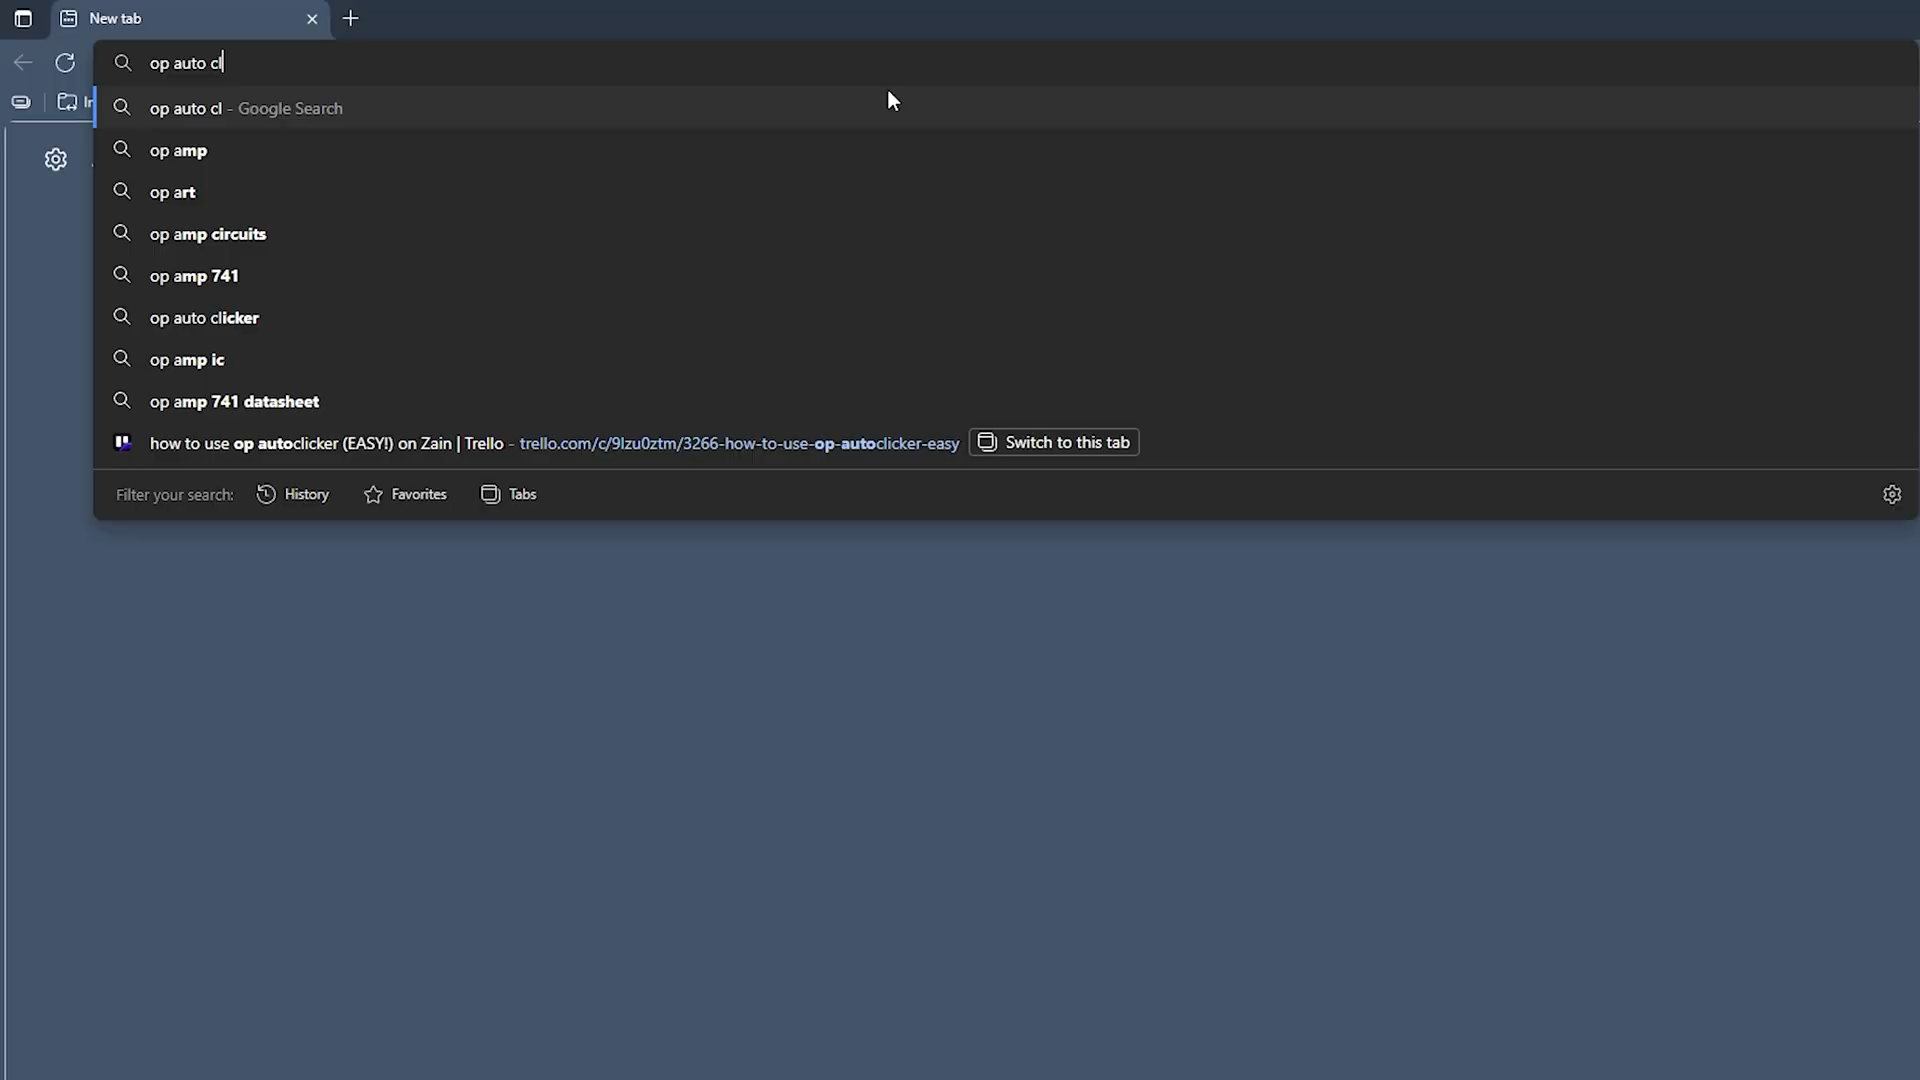 New tab
op auto cl
In
op auto cl - Google Search
op amp
op art
op amp circuits
op amp 741
op auto clicker
op amp ic
op amp 741 datasheet
how to use op autoclicker (EASY!) on Zain | Trello - trello.com/c/9lzu0ztm/3266-how-to-use-op-autoclicker-easy Switch to this tab
Filter your search: History Favorites Tabs